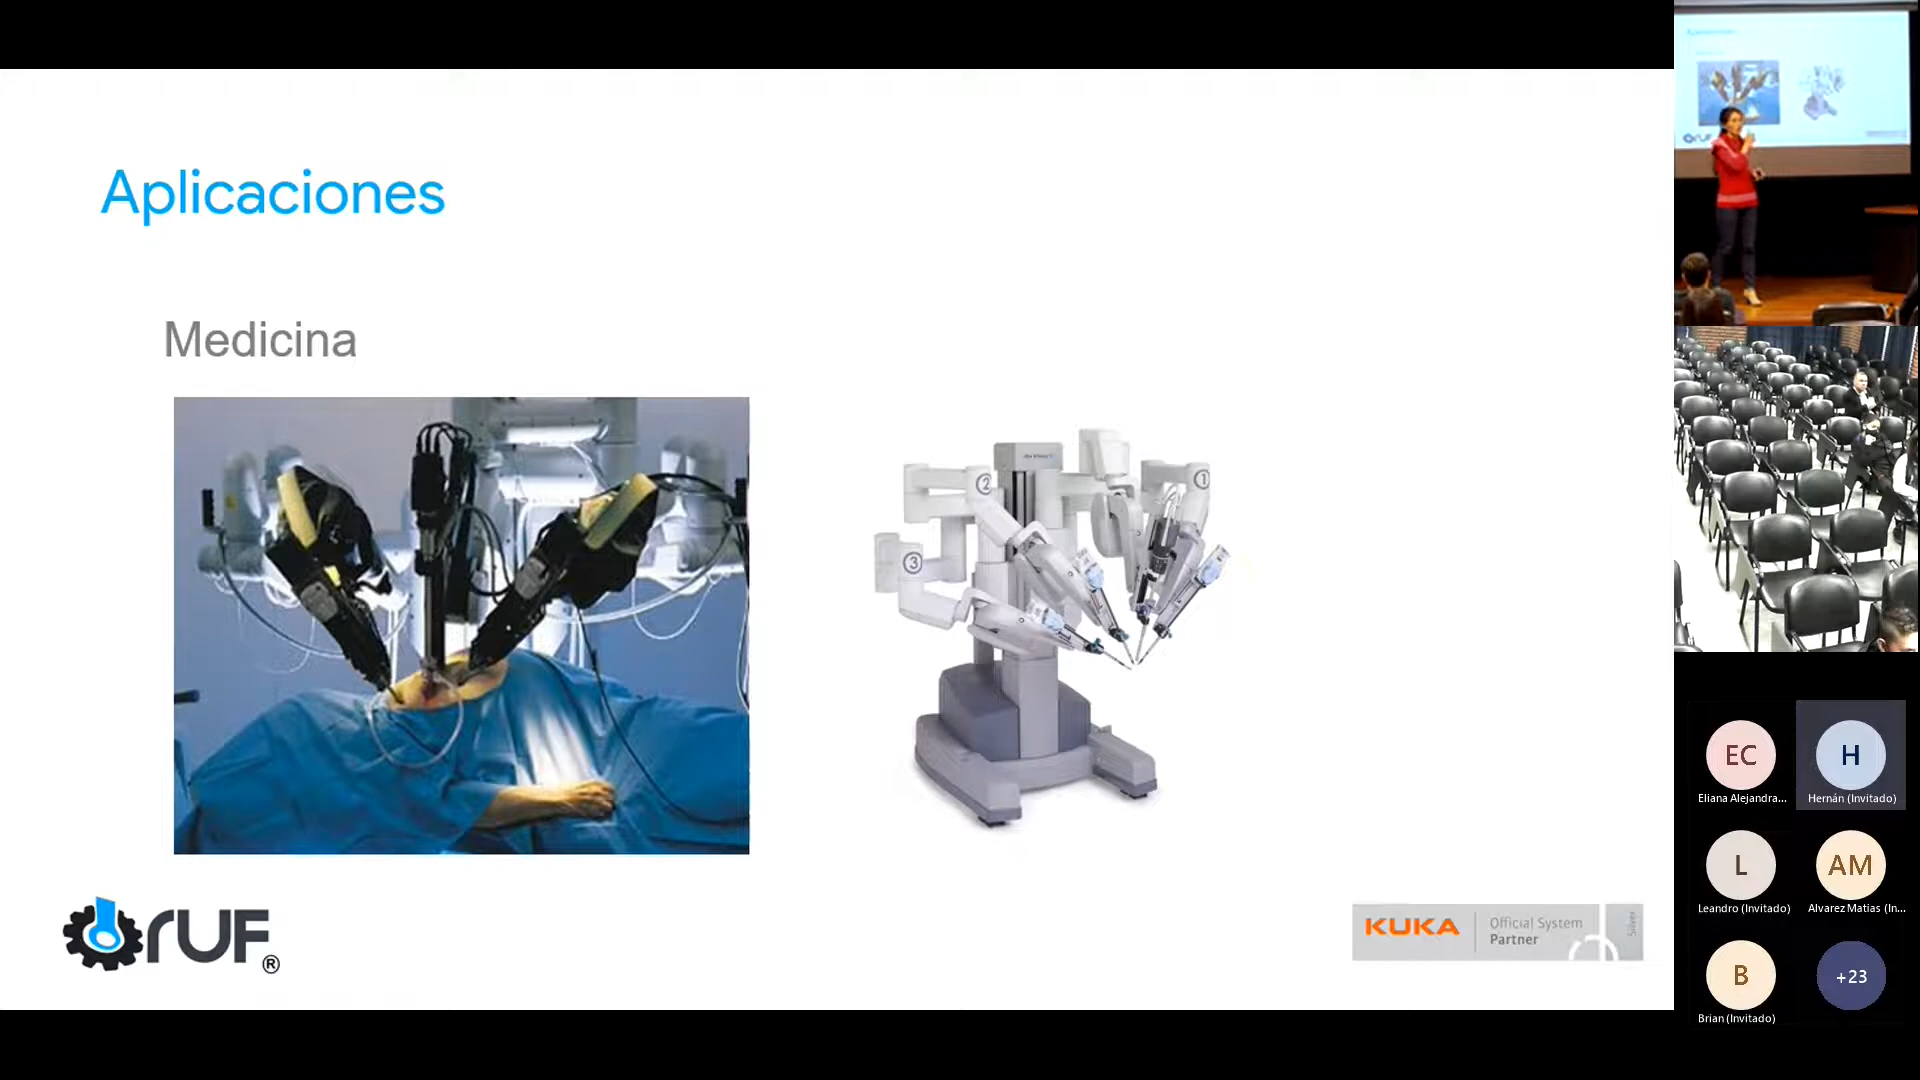 Aplicaciones
Medicina
2
1
3
rUF®
KUKA
Official System
Partner
Silver
EC
Eliana Alejandra...
H
Hernán (Invitado)
L
Leandro (Invitado)
AM
Alvarez Matias (In...
B
Brian (Invitado)
+23